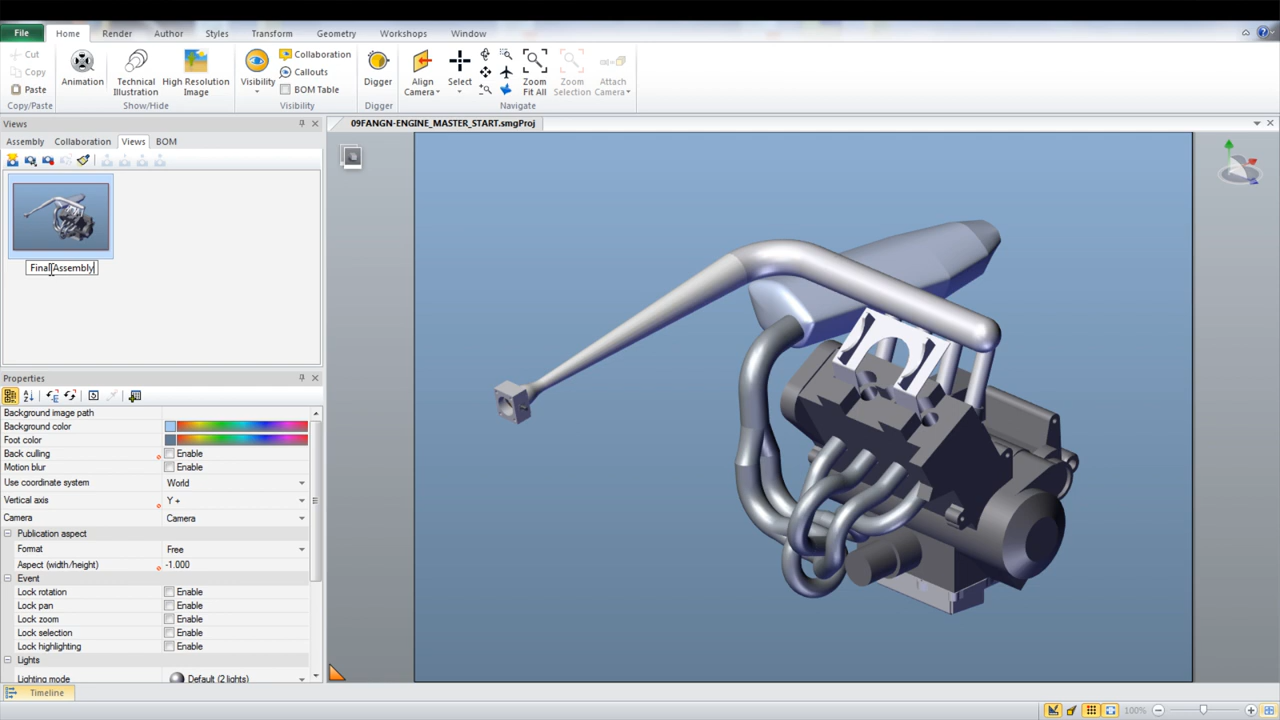 File Home Render Author Styles Transform Geometry Workshops Window
Cut
Copy
Paste
Animation
Technical Illustration
High Resolution Image
Visibility
Collaboration
Callouts
BOM Table
Digger
Align Camera
Select
Zoom Fit All
Zoom Selection
Attach Camera
Copy/Paste Show/Hide Visibility Digger Navigate
Views
09FANGN-ENGINE_MASTER_START.smgProj
Assembly Collaboration Views BOM
Final Assembly
Properties
Background image path
Background color
Foot color
Back culling Enable
Motion blur Enable
Use coordinate system World
Vertical axis Y +
Camera Camera
Publication aspect
Format Free
Aspect (width/height) -1.000
Event
Lock rotation Enable
Lock pan Enable
Lock zoom Enable
Lock selection Enable
Lock highlighting Enable
Lights
Lighting mode Default (2 lights)
Timeline
100%